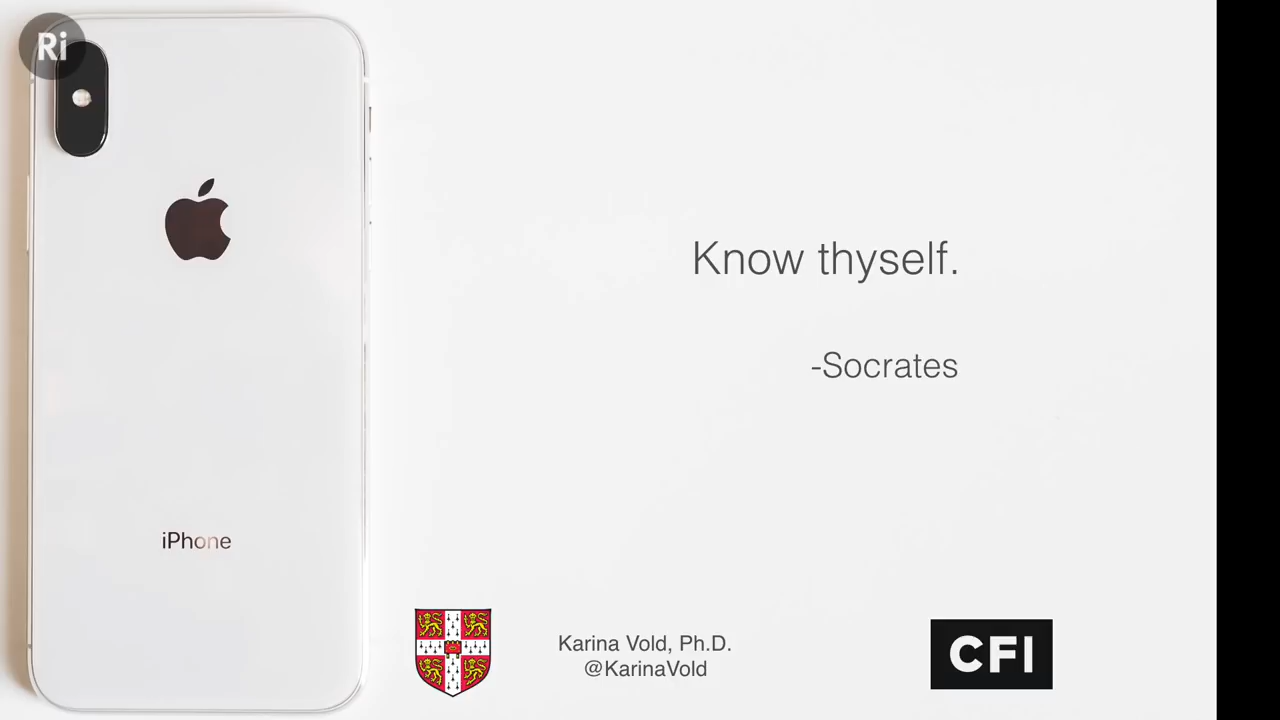 Ri
Know thyself.
-Socrates
iPhone
Karina Vold, Ph.D.
@KarinaVold
CFI